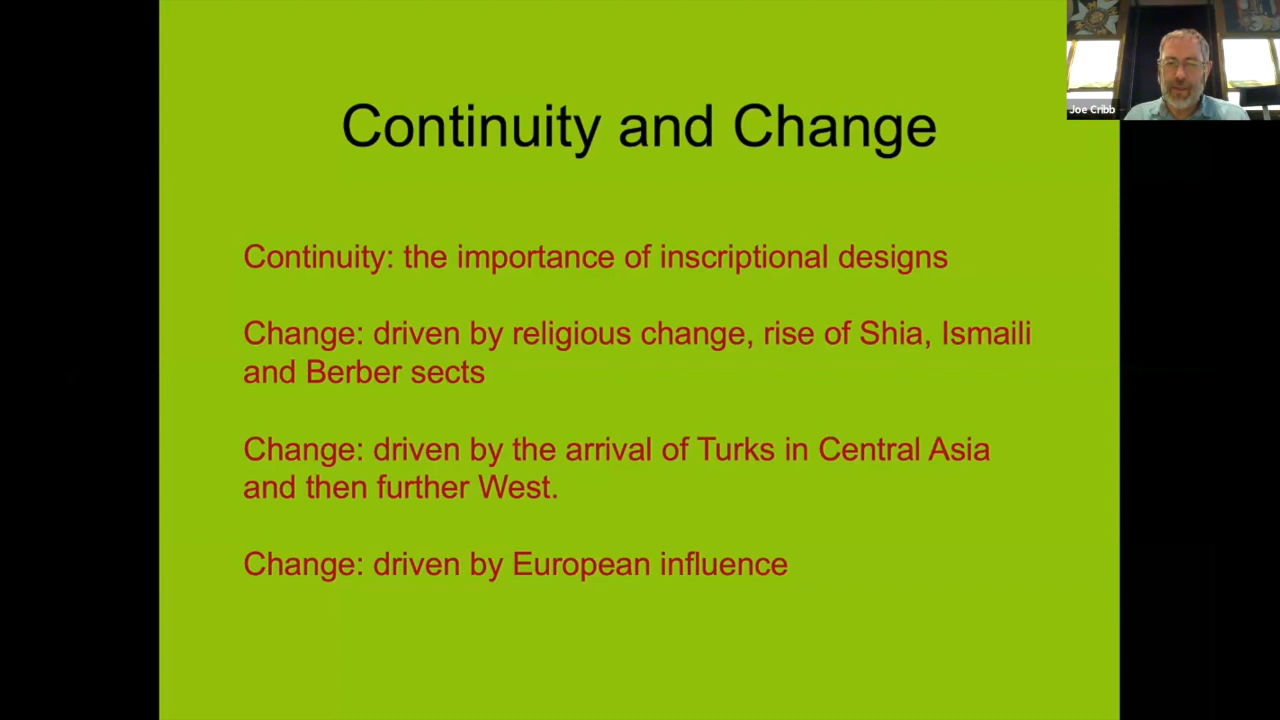 Continuity and Change
Joe Cribb
Continuity: the importance of inscriptional designs
Change: driven by religious change, rise of Shia, Ismaili
and Berber sects
Change: driven by the arrival of Turks in Central Asia
and then further West.
Change: driven by European influence